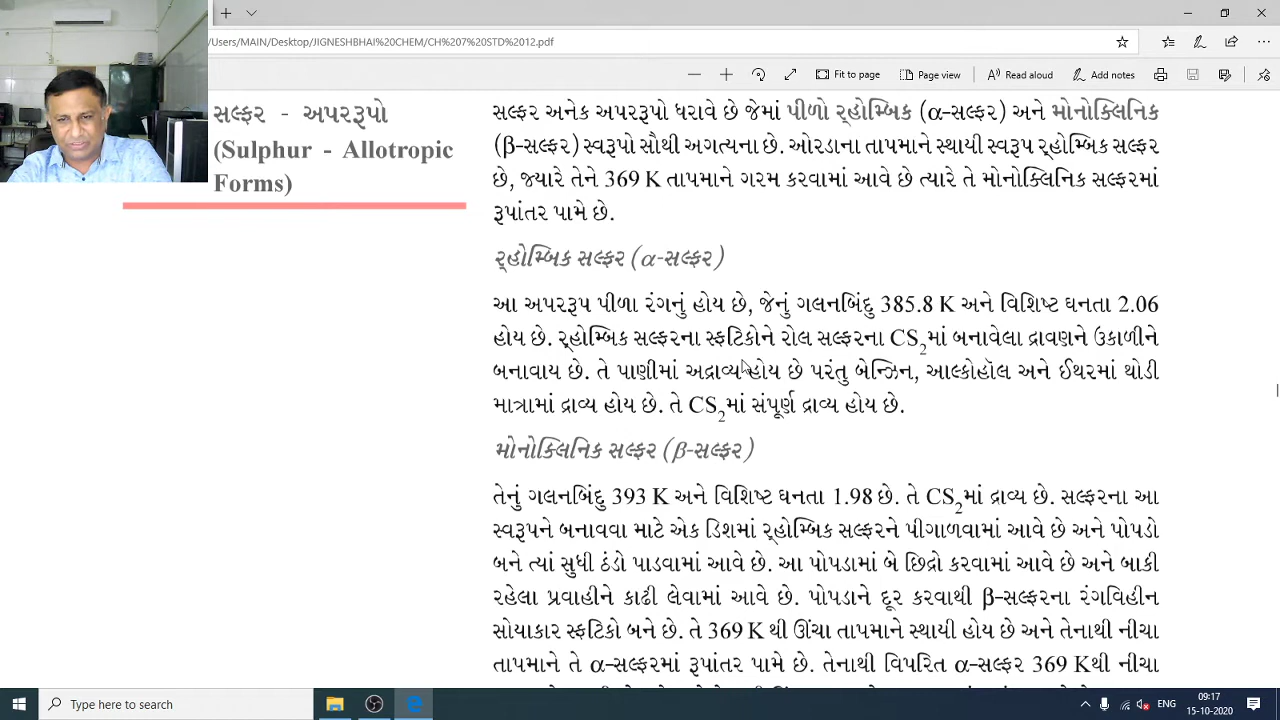 /Users/MAIN/Desktop/JIGNESHBHAI%20CHEM/CH%207%20STD%2012.pdf
Fit to page
Page view
Read aloud
Add notes
સલ્ફર - અપરરૂપો
(Sulphur - Allotropic
Forms)
સલ્ફર અનેક અપરરૂપો ધરાવે છે જેમાં પીળો ર્હોમ્બિક (α-સલ્ફર) અને મોનોક્લિનિક
(β-સલ્ફર) સ્વરૂપો સૌથી અગત્યના છે. ઓરડાના તાપમાને સ્થાયી સ્વરૂપ ર્હોમ્બિક સલ્ફર
છે, જ્યારે તેને 369 K તાપમાને ગરમ કરવામાં આવે છે ત્યારે તે મોનોક્લિનિક સલ્ફરમાં
રૂપાંતર પામે છે.
ર્હોમ્બિક સલ્ફર (α-સલ્ફર)
આ અપરરૂપ પીળા રંગનું હોય છે, જેનું ગલનબિંદુ 385.8 K અને વિશિષ્ટ ઘનતા 2.06
હોય છે. ર્હોમ્બિક સલ્ફરના સ્ફટિકોને રોલ સલ્ફરના CS₂માં બનાવેલા દ્રાવણને ઉકાળીને
બનાવાય છે. તે પાણીમાં અદ્રાવ્ય હોય છે પરંતુ બેન્ઝિન, આલ્કોહૉલ અને ઈથરમાં થોડી
માત્રામાં દ્રાવ્ય હોય છે. તે CS₂માં સંપૂર્ણ દ્રાવ્ય હોય છે.
મોનોક્લિનિક સલ્ફર (β-સલ્ફર)
તેનું ગલનબિંદુ 393 K અને વિશિષ્ટ ઘનતા 1.98 છે. તે CS₂માં દ્રાવ્ય છે. સલ્ફરના આ
સ્વરૂપને બનાવવા માટે એક ડિશમાં ર્હોમ્બિક સલ્ફરને પીગાળવામાં આવે છે અને પોપડો
બને ત્યાં સુધી ઠંડો પાડવામાં આવે છે. આ પોપડામાં બે છિદ્રો કરવામાં આવે છે અને બાકી
રહેલા પ્રવાહીને કાઢી લેવામાં આવે છે. પોપડાને દૂર કરવાથી β-સલ્ફરના રંગવિહીન
સોયાકાર સ્ફટિકો બને છે. તે 369 K થી ઊંચા તાપમાને સ્થાયી હોય છે અને તેનાથી નીચા
તાપમાને તે α-સલ્ફરમાં રૂપાંતર પામે છે. તેનાથી વિપરિત α-સલ્ફર 369 Kથી નીચા
Type here to search
ENG
09:17
15-10-2020